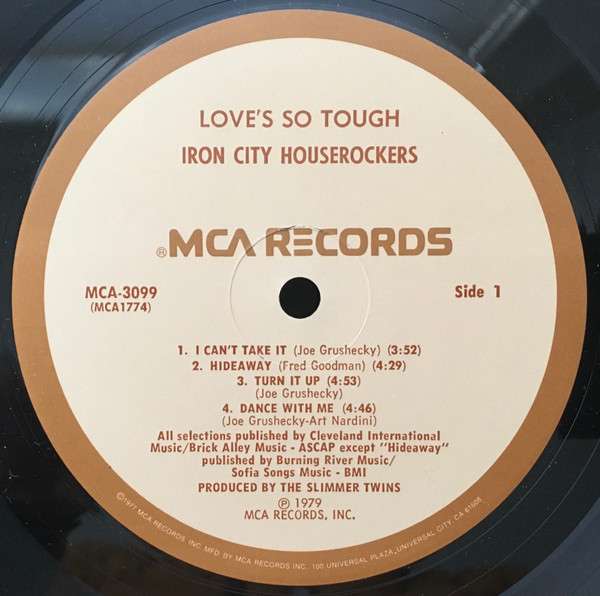 LOVE'S SO TOUGH
IRON CITY HOUSEROCKERS
®MCA RECORDS
MCA-3099
(MCA1774)
Side 1
1. I CAN'T TAKE IT (Joe Grushecky) (3:52)
2. HIDEAWAY (Fred Goodman) (4:29)
3. TURN IT UP (4:53)
(Joe Grushecky)
4. DANCE WITH ME (4:46)
(Joe Grushecky-Art Nardini)
All selections published by Cleveland International
Music/Brick Alley Music - ASCAP except "Hideaway"
published by Burning River Music/
Sofia Songs Music - BMI
PRODUCED BY THE SLIMMER TWINS
℗ 1979
MCA RECORDS, INC.
©1977 MCA RECORDS INC. MFD. BY MCA RECORDS INC., 100 UNIVERSAL PLAZA, UNIVERSAL CITY, CA. 91608